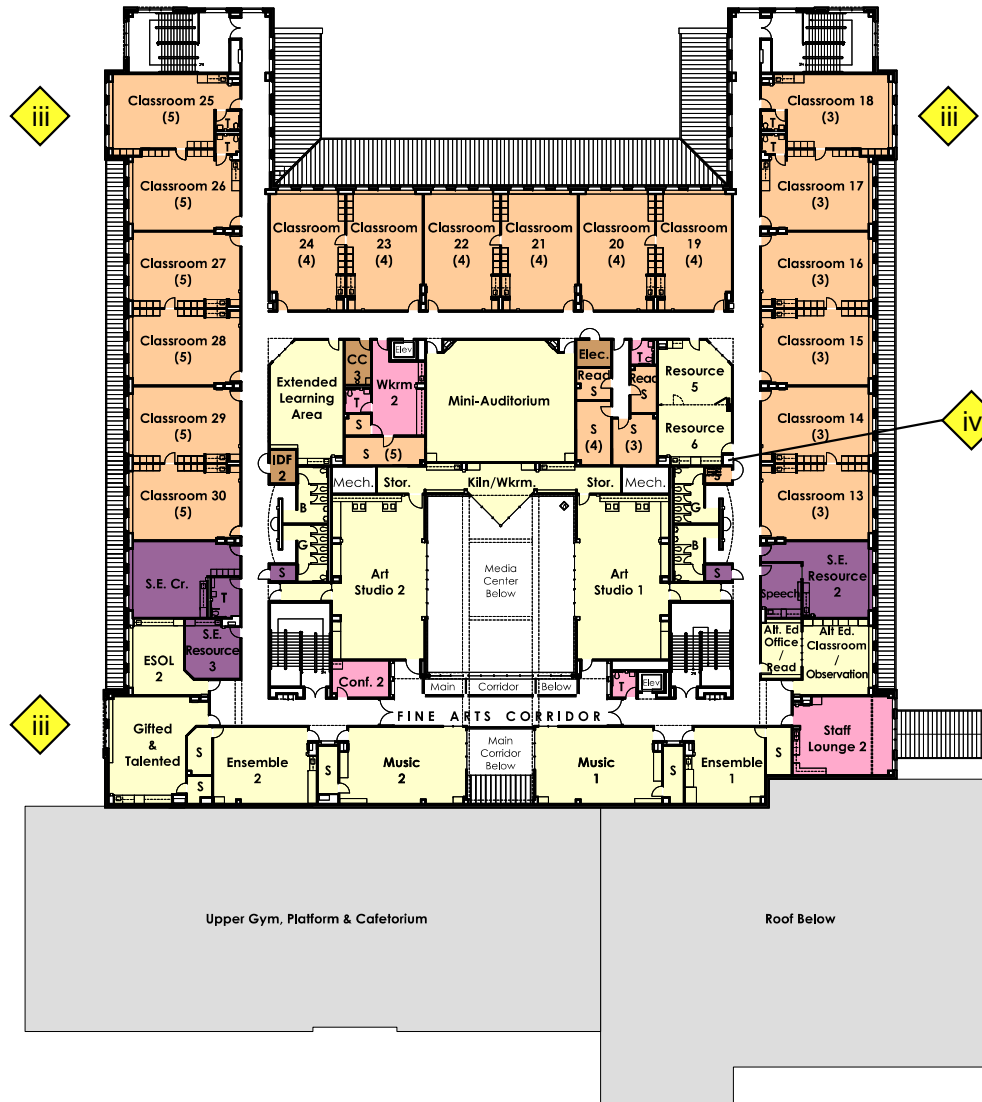 iii
Classroom 25
(5)
T
T
Classroom 18
(3)
T
T
iii
Classroom 26
(5)
Classroom
24
(4)
Classroom
23
(4)
Classroom
22
(4)
Classroom
21
(4)
Classroom
20
(4)
Classroom
19
(4)
Classroom 17
(3)
Classroom 27
(5)
Classroom 16
(3)
Classroom 28
(5)
Classroom 15
(3)
Extended
Learning
Area
CC
3
Elev
Wkrm
2
T
S
S
(5)
Mini-Auditorium
Elec.
Read
S
T
Read
S
S
(4)
S
(3)
Resource
5
Resource
6
Classroom 29
(5)
Classroom 14
(3)
iv
IDF
2
Mech.
Stor.
Kiln/Wkrm.
Stor.
Mech.
S
Classroom 30
(5)
Classroom 13
(3)
B
G
G
B
S
S
Art
Studio 2
Media
Center
Below
Art
Studio 1
S.E. Cr.
T
S.E.
Resource
2
Speech
S.E.
Resource
3
ESOL
2
Alt. Ed
Office
/
Read
Alt Ed.
Classroom
/
Observation
Conf. 2
Main
Corridor
Below
T
Elev
iii
FINE ARTS CORRIDOR
Gifted
&
Talented
S
S
Ensemble
2
S
Music
2
Main
Corridor
Below
Music
1
S
Ensemble
1
S
Staff
Lounge 2
Upper Gym, Platform & Cafetorium
Roof Below